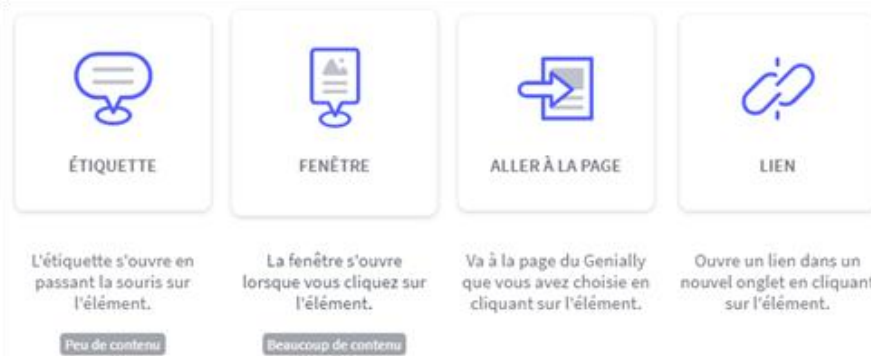 ÉTIQUETTE
FENÊTRE
ALLER À LA PAGE
LIEN
L'étiquette s'ouvre en
passant la souris sur
l'élément.
Peu de contenu
La fenêtre s'ouvre
lorsque vous cliquez sur
l'élément.
Beaucoup de contenu
Va à la page du Genially
que vous avez choisie en
cliquant sur l'élément.
Ouvre un lien dans un
nouvel onglet en cliquant
sur l'élément.